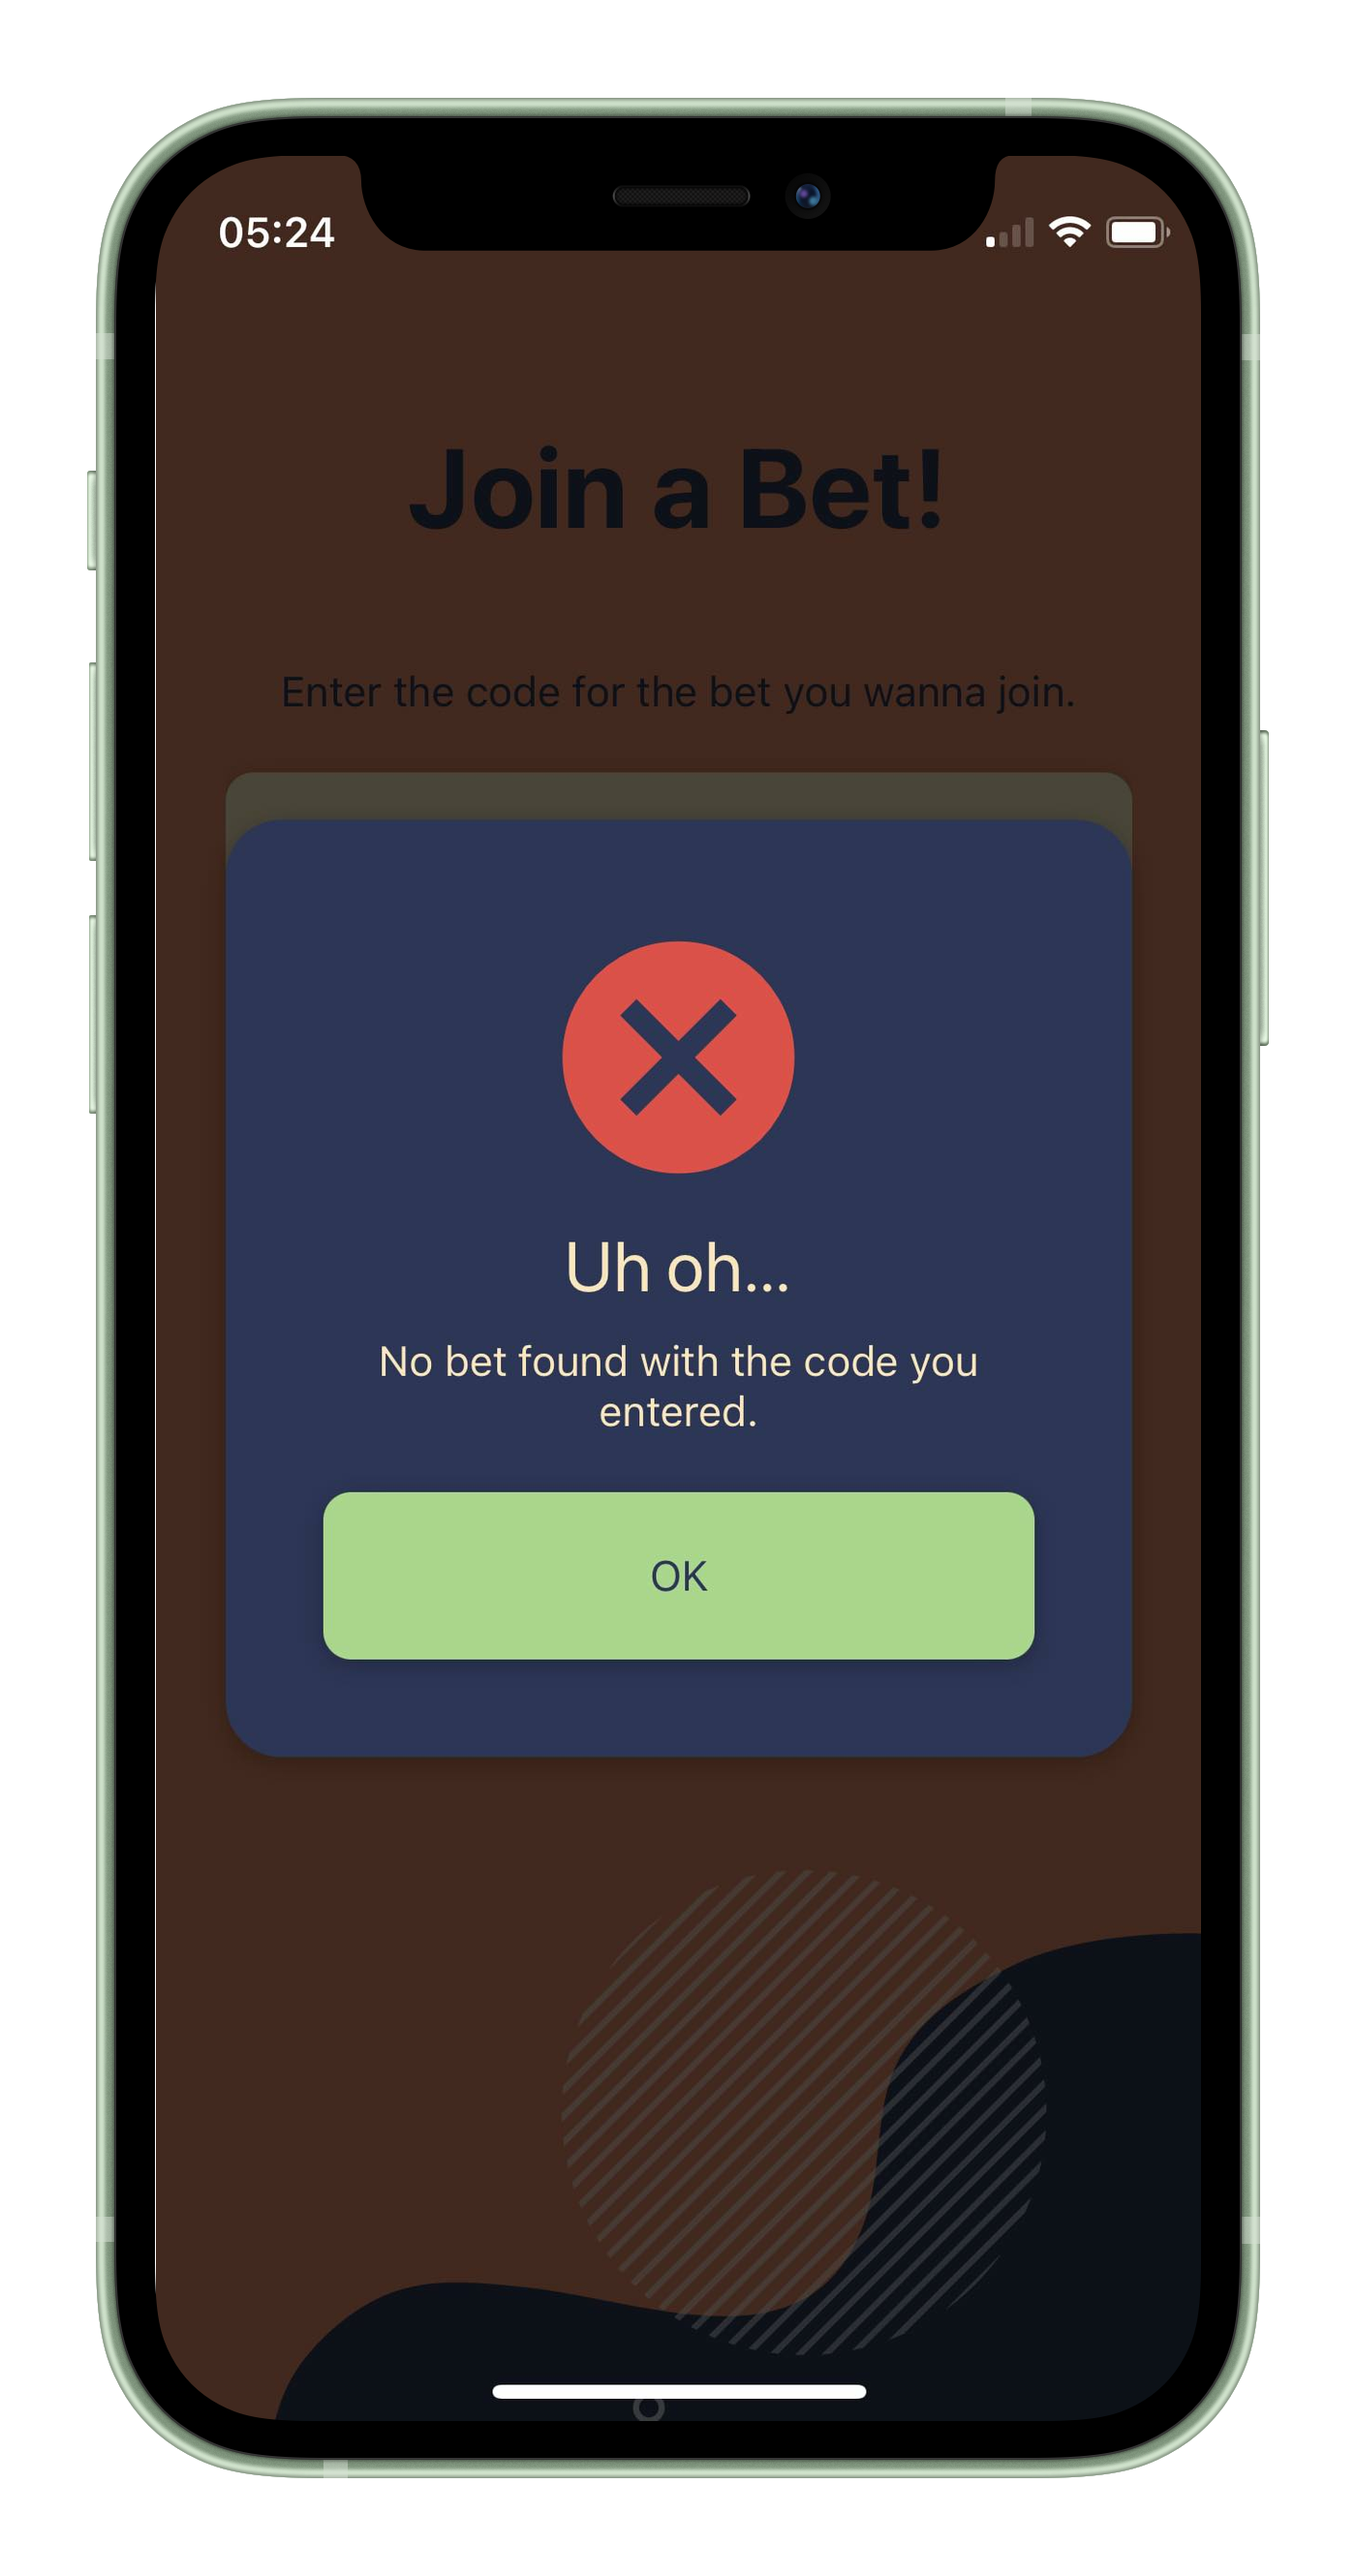 05:24
Join a Bet!
Enter the code for the bet you wanna join.
Uh oh...
No bet found with the code you
entered.
OK